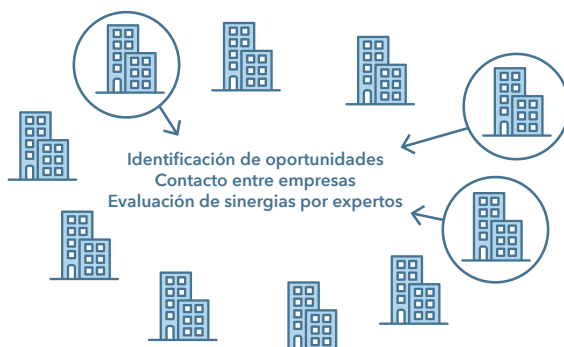 Identificación de oportunidades
Contacto entre empresas
Evaluación de sinergias por expertos